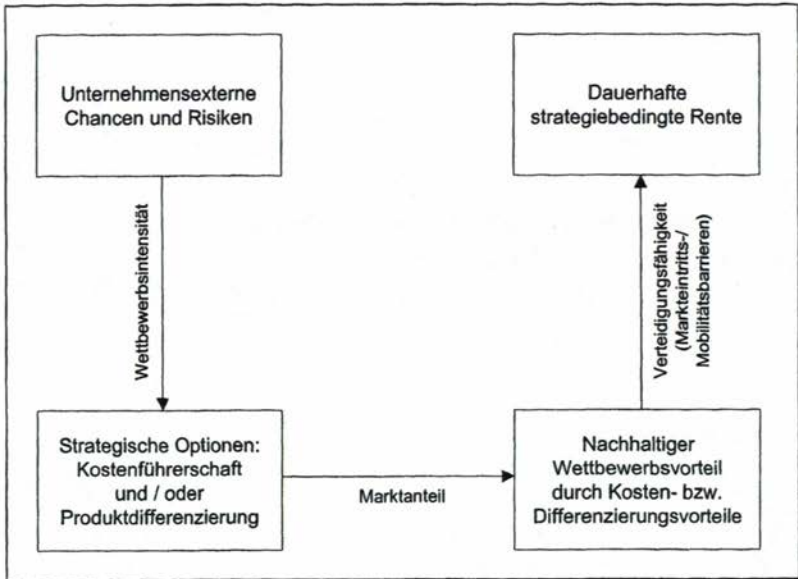 Unternehmensexterne
Chancen und Risiken
Wettbewerbsintensität
Strategische Optionen:
Kostenführerschaft
und / oder
Produktdifferenzierung
Marktanteil
Nachhaltiger
Wettbewerbsvorteil
durch Kosten- bzw.
Differenzierungsvorteile
Verteidigungsfähigkeit
(Markteintritts-/
Mobilitätsbarrieren)
Dauerhafte
strategiebedingte Rente